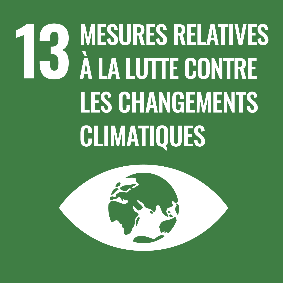 13 MESURES RELATIVES
À LA LUTTE CONTRE
LES CHANGEMENTS
CLIMATIQUES